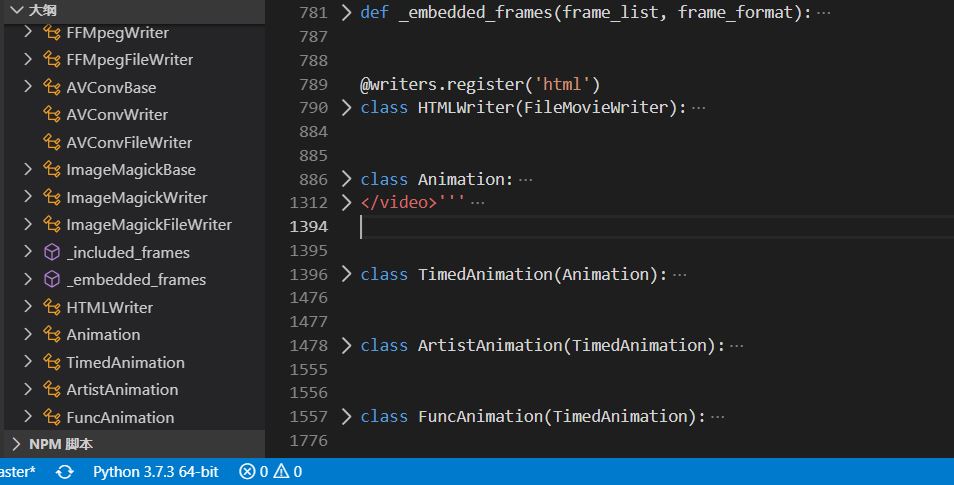 大纲
FFMpegWriter
FFMpegFileWriter
AVConvBase
AVConvWriter
AVConvFileWriter
ImageMagickBase
ImageMagickWriter
ImageMagickFileWriter
_included_frames
_embedded_frames
HTMLWriter
Animation
TimedAnimation
ArtistAnimation
FuncAnimation
NPM 脚本
781 def _embedded_frames(frame_list, frame_format): ···
787
788
789 @writers.register('html')
790 class HTMLWriter(FileMovieWriter): ···
884
885
886 class Animation: ···
1312 </video>''' ···
1394
1395
1396 class TimedAnimation(Animation): ···
1476
1477
1478 class ArtistAnimation(TimedAnimation): ···
1555
1556
1557 class FuncAnimation(TimedAnimation): ···
1776
aster* Python 3.7.3 64-bit 0 0